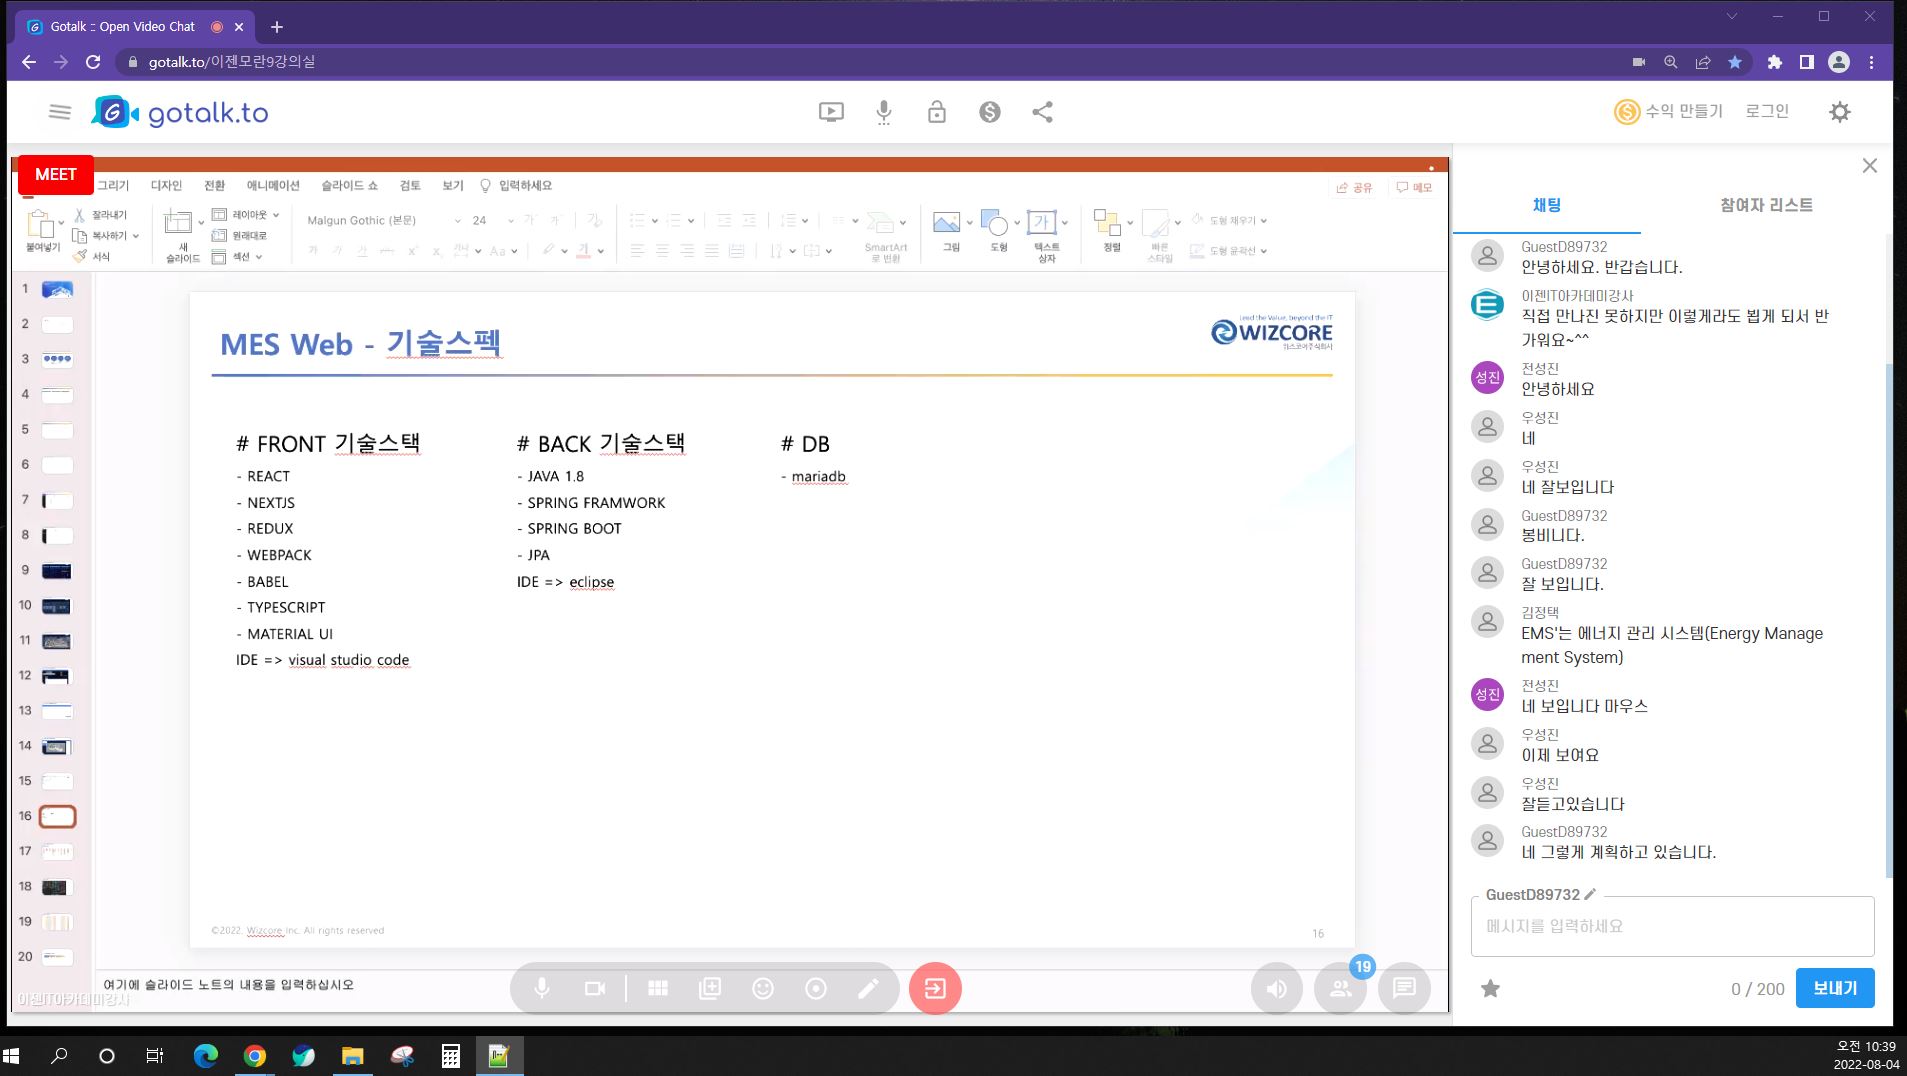 Gotalk :: Open Video Chat
gotalk.to/이젠모란9강의실
gotalk.to
수익 만들기
로그인
MEET
그리기 디자인 전환 애니메이션 슬라이드 쇼 검토 보기 입력하세요
공유 메모
붙여넣기
잘라내기
복사하기
서식
새
슬라이드
레이아웃
원래대로
섹션
Malgun Gothic (본문) 24
SmartArt
로 변환
그림
도형
텍스트
상자
정렬
빠른
스타일
도형 채우기
도형 윤곽선
1
2
3
4
5
6
7
8
9
10
11
12
13
14
15
16
17
18
19
20
MES Web - 기술스펙
Lead the Value, beyond the IT
WIZCORE
위즈코어주식회사
# FRONT 기술스택
- REACT
- NEXTJS
- REDUX
- WEBPACK
- BABEL
- TYPESCRIPT
- MATERIAL UI
IDE => visual studio code
# BACK 기술스택
- JAVA 1.8
- SPRING FRAMWORK
- SPRING BOOT
- JPA
IDE => eclipse
# DB
- mariadb
©2022. Wizcore Inc. All rights reserved
16
여기에 슬라이드 노트의 내용을 입력하십시오
이젠IT아카데미강사
19
채팅
참여자 리스트
GuestD89732
안녕하세요. 반갑습니다.
이젠IT아카데미강사
직접 만나진 못하지만 이렇게라도 뵙게 되서 반
가워요~^^
성진
전성진
안녕하세요
우성진
네
우성진
네 잘보입니다
GuestD89732
봉비니다.
GuestD89732
잘 보입니다.
김정택
EMS'는 에너지 관리 시스템(Energy Manage
ment System)
성진
전성진
네 보입니다 마우스
우성진
이제 보여요
우성진
잘듣고있습니다
GuestD89732
네 그렇게 계획하고 있습니다.
GuestD89732
메시지를 입력하세요
0 / 200
보내기
오전 10:39
2022-08-04